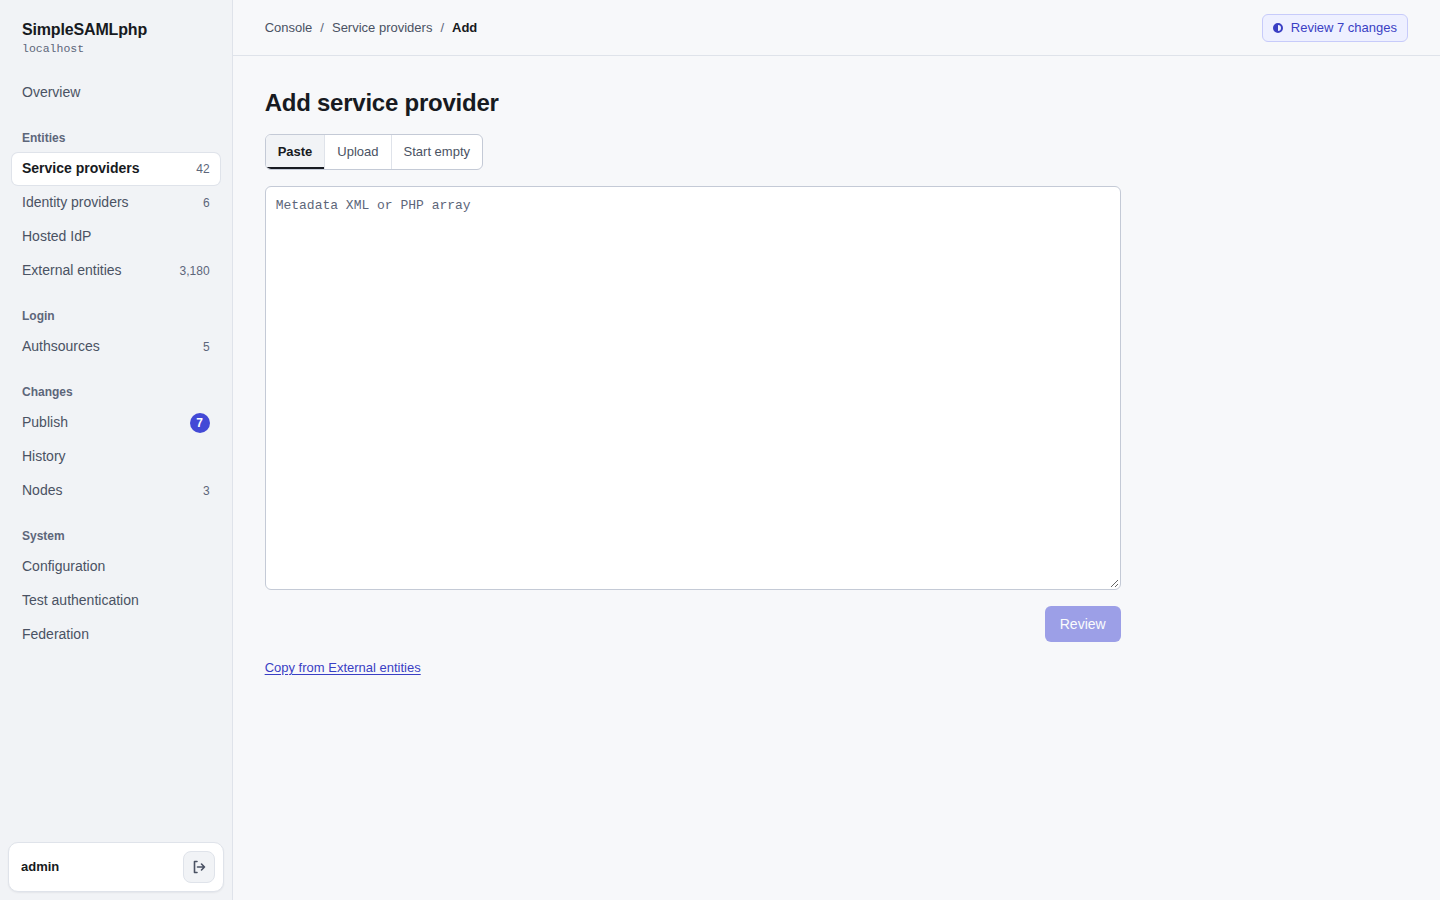 SimpleSAMLphp
localhost
Overview
Entities
Service providers 42
Identity providers 6
Hosted IdP
External entities 3,180
Login
Authsources 5
Changes
Publish 7
History
Nodes 3
System
Configuration
Test authentication
Federation
admin
Console / Service providers / Add
Review 7 changes
Add service provider
Paste Upload Start empty
Metadata XML or PHP array
Review
Copy from External entities